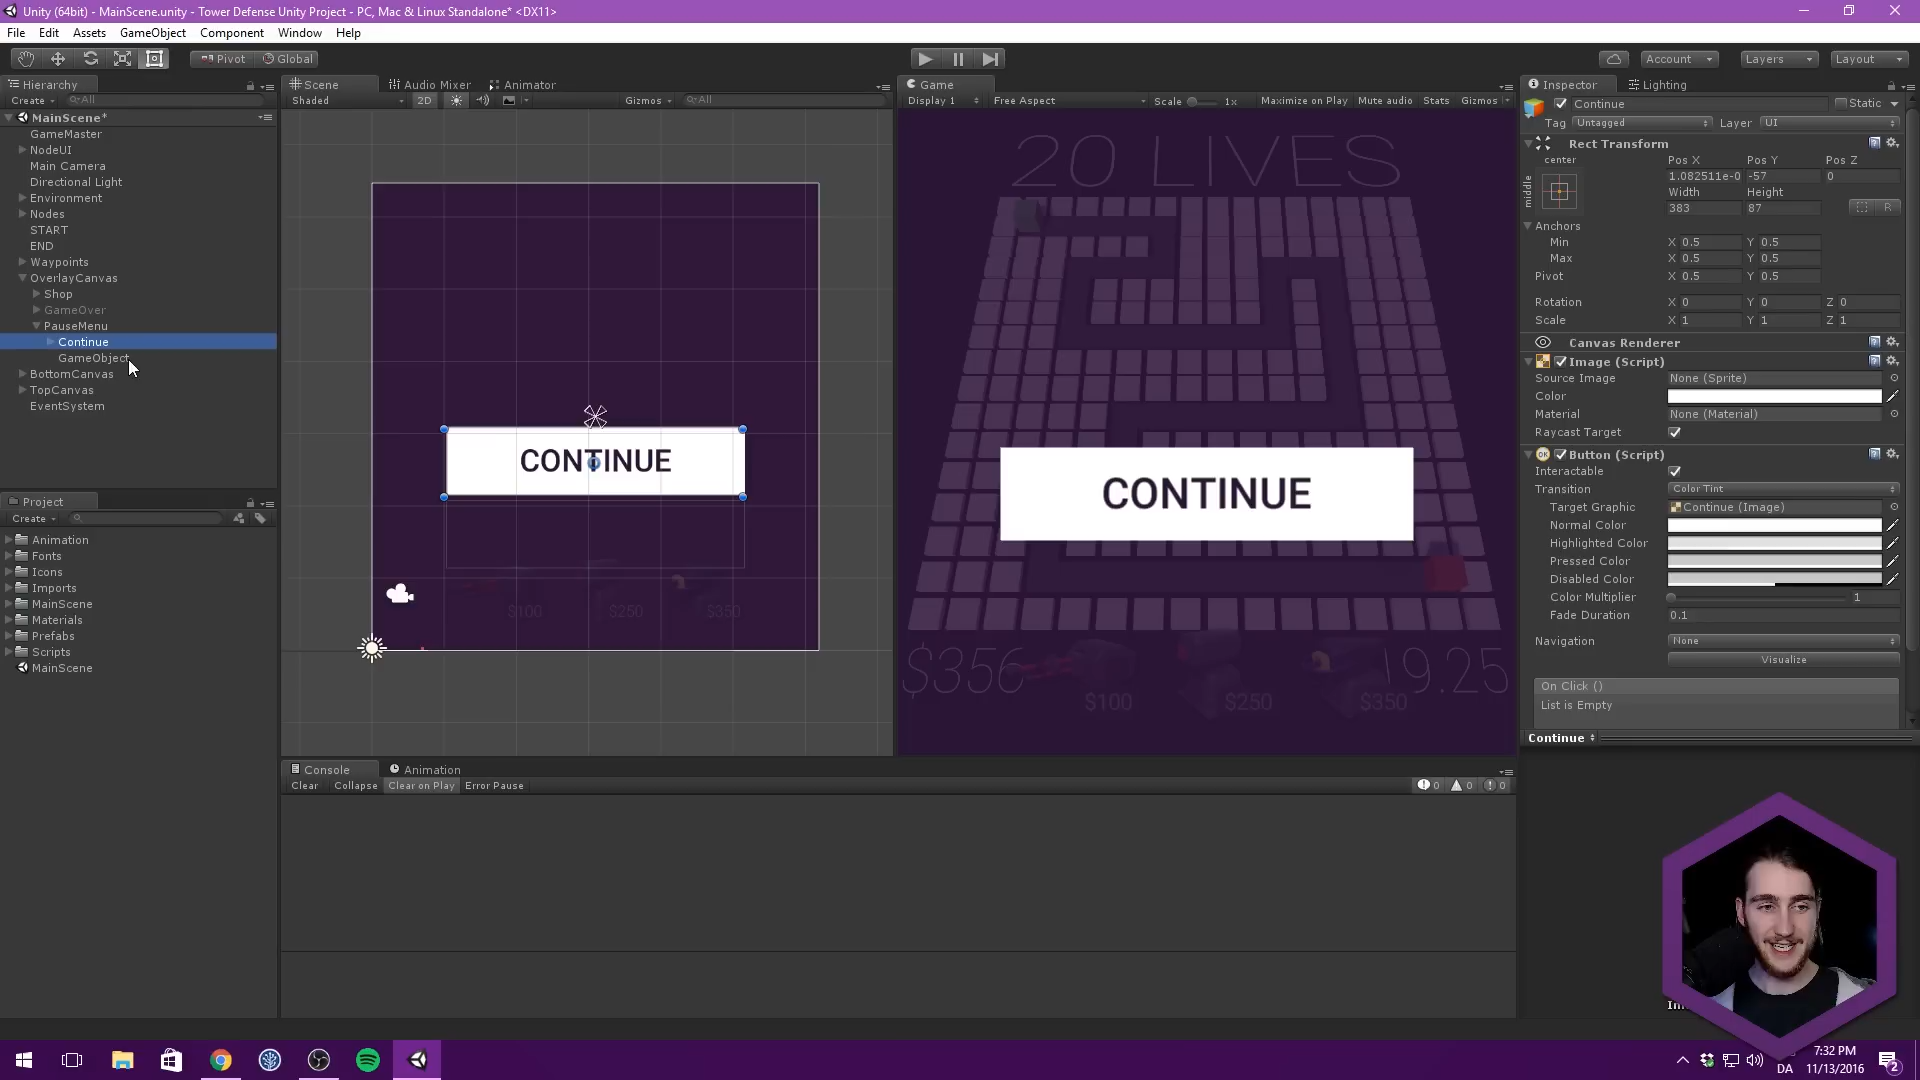 Unity (64bit) - MainScene.unity - Tower Defense Unity Project - PC, Mac & Linux Standalone* <DX11>
File Edit Assets GameObject Component Window Help
Pivot Global
Account Layers Layout
Hierarchy
Create All
MainScene*
GameMaster
NodeUI
Main Camera
Directional Light
Environment
Nodes
START
END
Waypoints
OverlayCanvas
Shop
GameOver
PauseMenu
Continue
GameObject
BottomCanvas
TopCanvas
EventSystem
Project
Create
Animation
Fonts
Icons
Imports
MainScene
Materials
Prefabs
Scripts
MainScene
Scene Audio Mixer Animator
Shaded 2D Gizmos All
CONTINUE
$100 $250 $350
Game
Display 1 Free Aspect Scale 1x Maximize on Play Mute audio Stats Gizmos
20 LIVES
CONTINUE
$356 19.25
$100 $250 $350
Console Animation
Clear Collapse Clear on Play Error Pause 0 0 0
Inspector Lighting
Continue Static
Tag Untagged Layer UI
Rect Transform
center Pos X Pos Y Pos Z
middle 1.082511e-0 -57 0
Width Height
383 87
R
Anchors
Min X 0.5 Y 0.5
Max X 0.5 Y 0.5
Pivot X 0.5 Y 0.5
Rotation X 0 Y 0 Z 0
Scale X 1 Y 1 Z 1
Canvas Renderer
Image (Script)
Source Image None (Sprite)
Color
Material None (Material)
Raycast Target
OK Button (Script)
Interactable
Transition Color Tint
Target Graphic Continue (Image)
Normal Color
Highlighted Color
Pressed Color
Disabled Color
Color Multiplier 1
Fade Duration 0.1
Navigation None
Visualize
On Click ()
List is Empty
Continue
7:32 PM
DA 11/13/2016 2